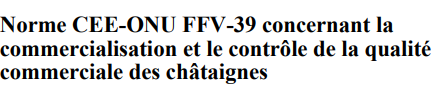 Norme CEE-ONU FFV-39 concernant la
commercialisation et le contrôle de la qualité
commerciale des châtaignes